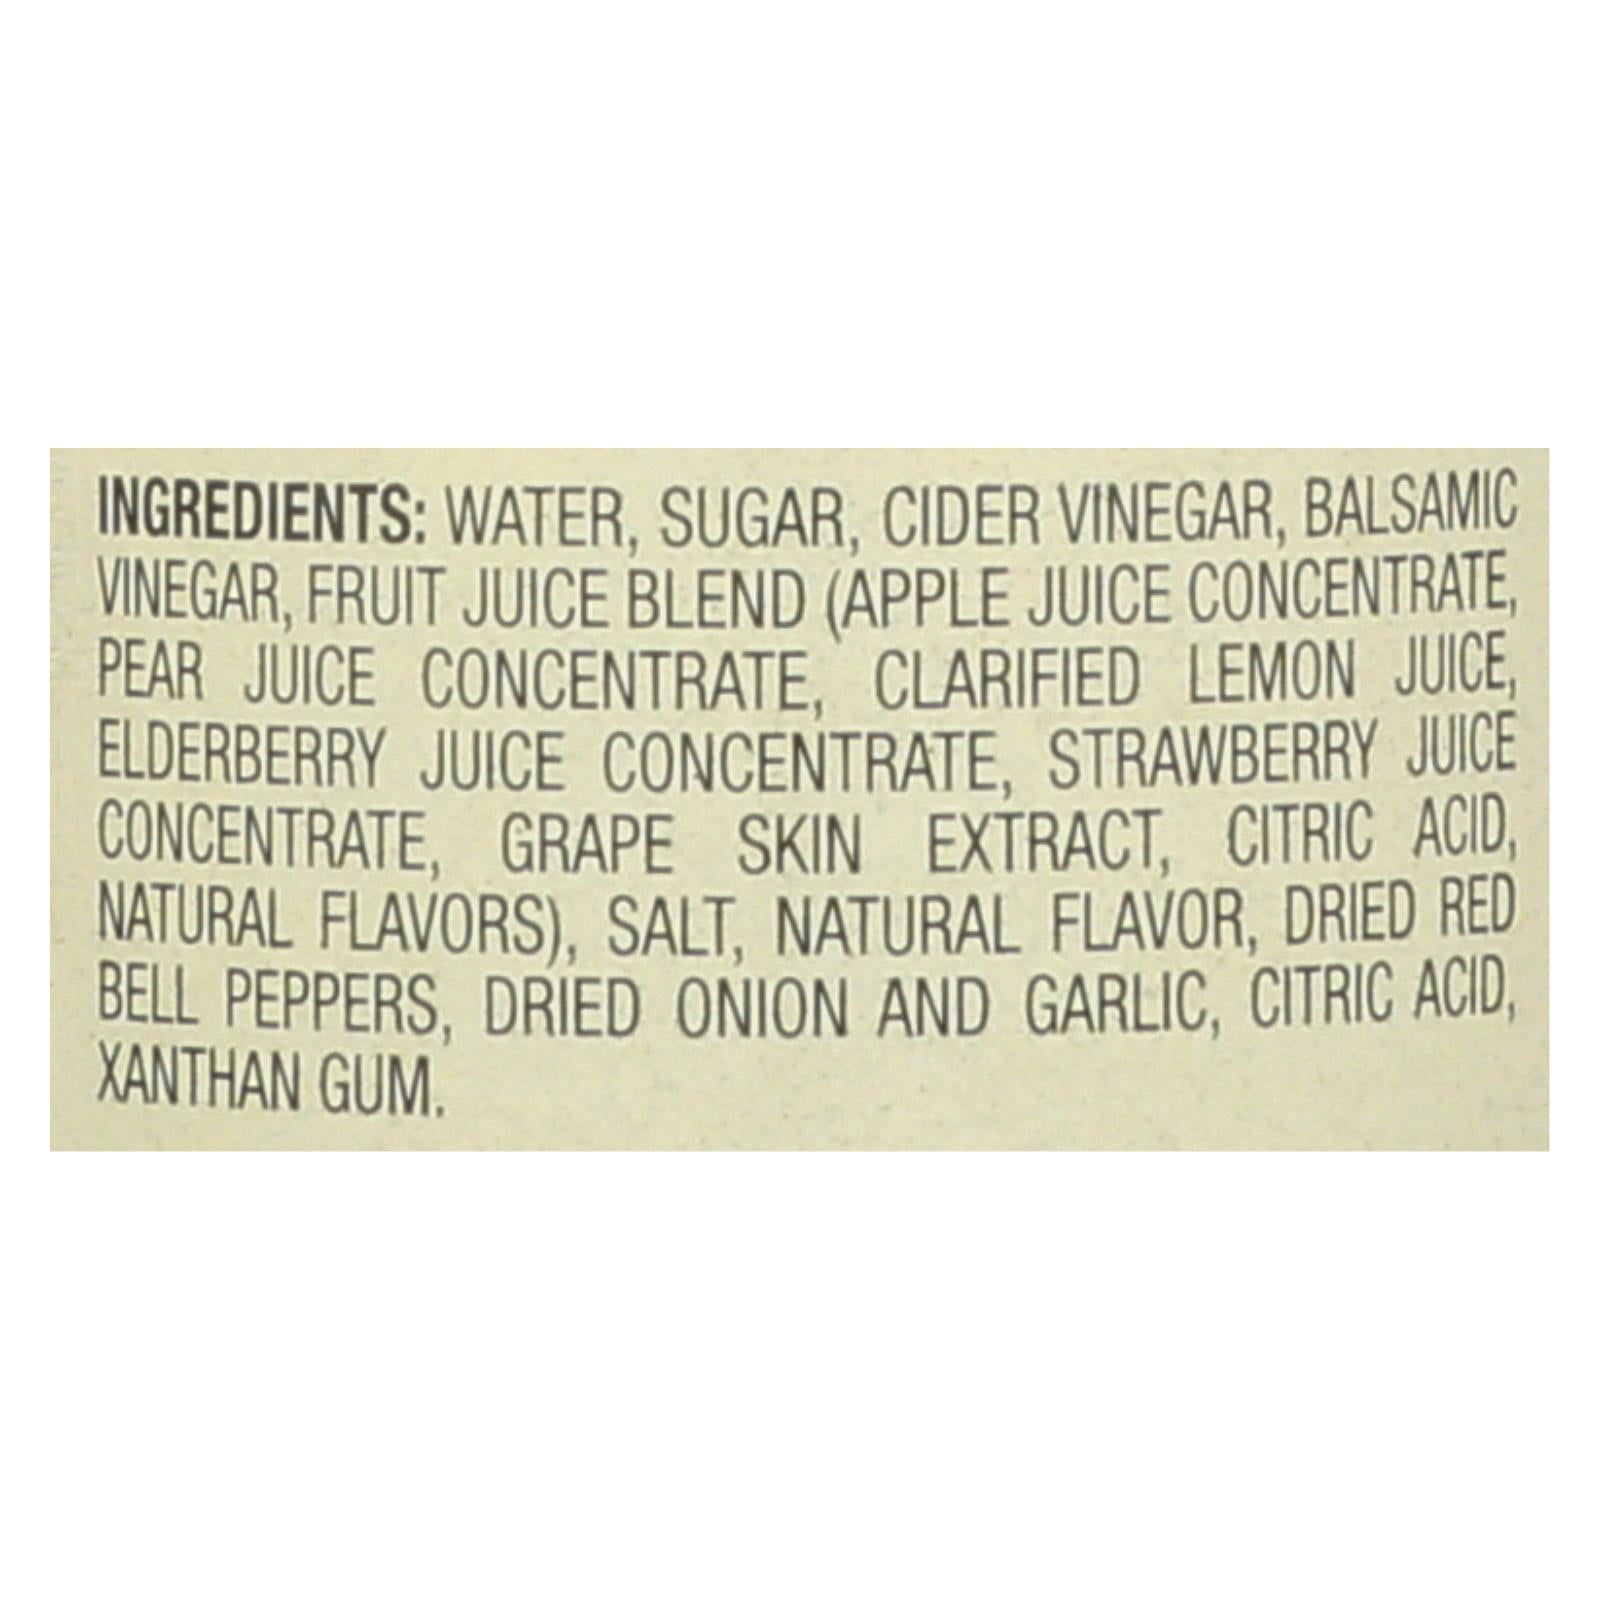 INGREDIENTS: WATER, SUGAR, CIDER VINEGAR, BALSAMIC
VINEGAR, FRUIT JUICE BLEND (APPLE JUICE CONCENTRATE,
PEAR JUICE CONCENTRATE, CLARIFIED LEMON JUICE,
ELDERBERRY JUICE CONCENTRATE, STRAWBERRY JUICE
CONCENTRATE, GRAPE SKIN EXTRACT, CITRIC ACID,
NATURAL FLAVORS), SALT, NATURAL FLAVOR, DRIED RED
BELL PEPPERS, DRIED ONION AND GARLIC, CITRIC ACID,
XANTHAN GUM.